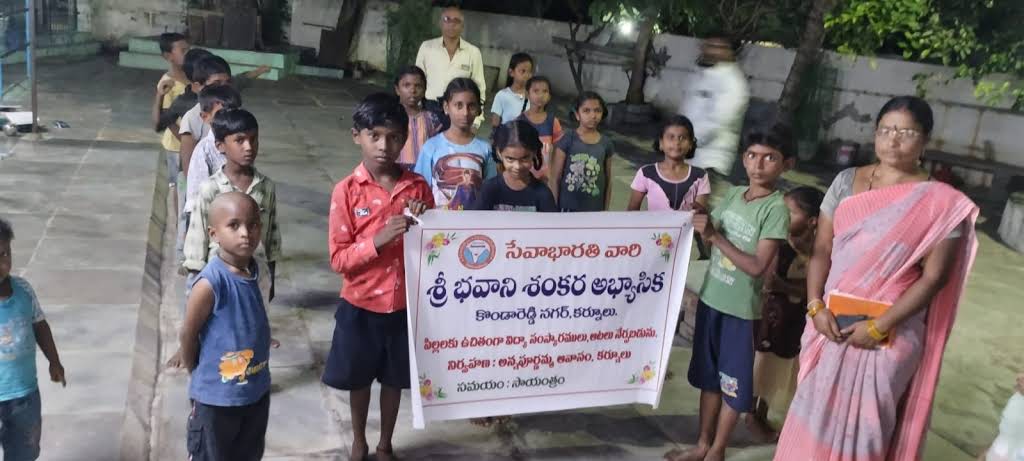 సేవాభారతి వారి
శ్రీ భవాని శంకర అభ్యాసిక
కొండారెడ్డి నగర్, కర్నూలు.
పిల్లలకు ఉచితంగా విద్యా సంస్కారములు, ఆటలు నేర్పబడును.
నిర్వహణ : అన్నపూర్ణమ్మ ఆవాసం, కర్నూలు
సమయం : సాయంత్రం